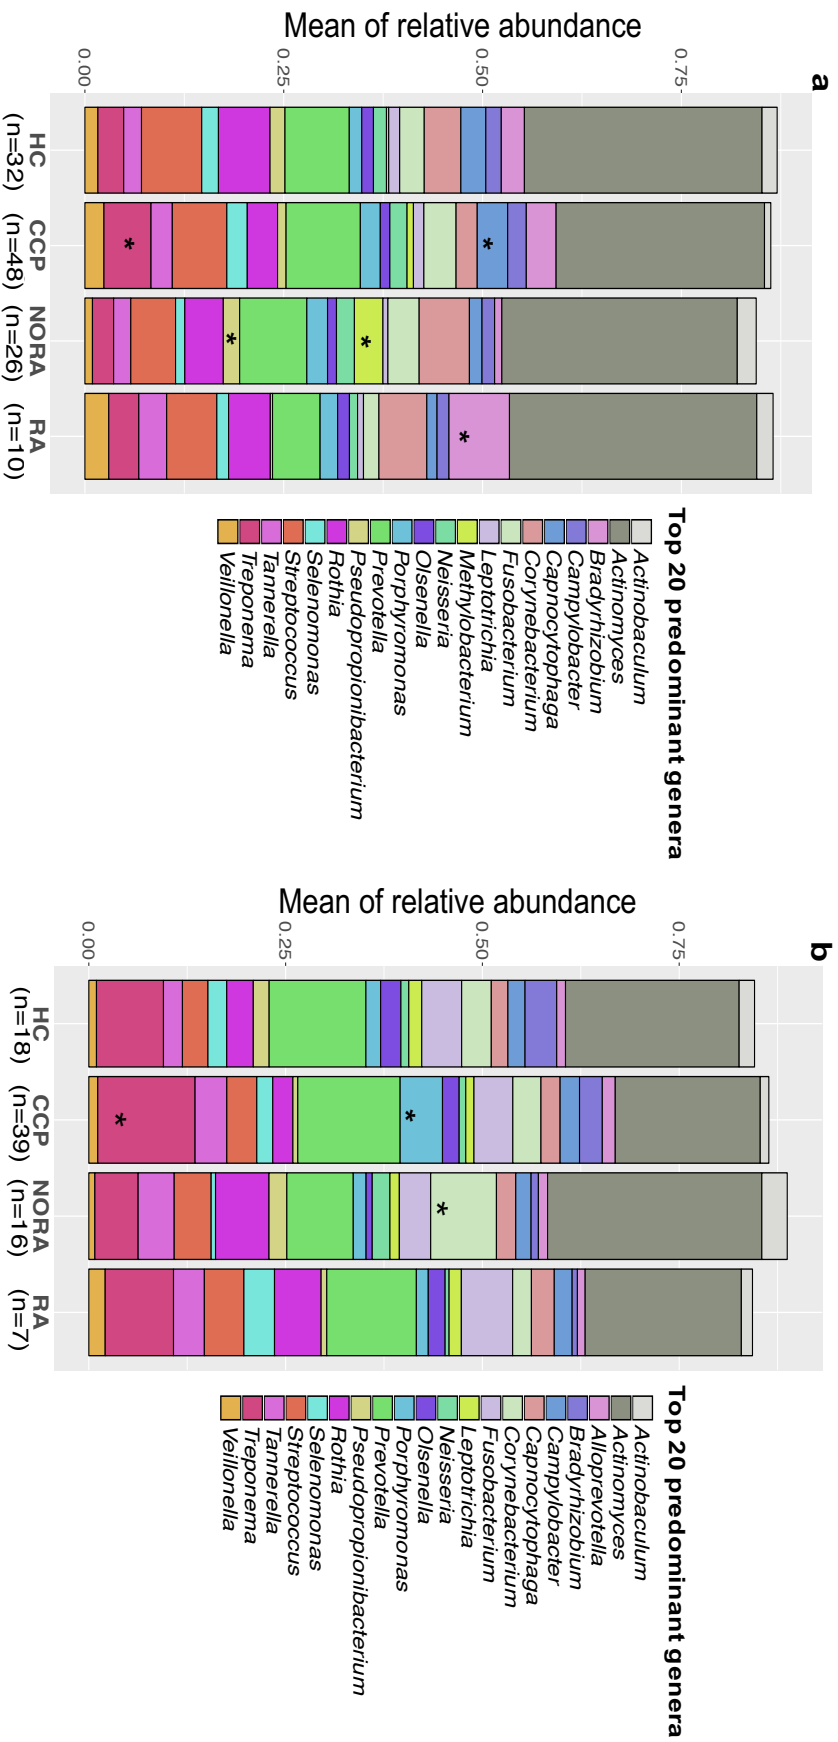 a
Mean of relative abundance
0.00
0.25
0.50
0.75
*
*
*
*
*
HC
(n=32)
CCP
(n=48)
NORA
(n=26)
RA
(n=10)
Top 20 predominant genera
Actinobaculum
Actinomyces
Bradyrhizobium
Campylobacter
Capnocytophaga
Corynebacterium
Fusobacterium
Leptotrichia
Methylobacterium
Neisseria
Olsenella
Porphyromonas
Prevotella
Pseudopropionibacterium
Rothia
Selenomonas
Streptococcus
Tannerella
Treponema
Veillonella
b
Mean of relative abundance
0.00
0.25
0.50
0.75
*
*
*
HC
(n=18)
CCP
(n=39)
NORA
(n=16)
RA
(n=7)
Top 20 predominant genera
Actinobaculum
Actinomyces
Alloprevotella
Bradyrhizobium
Campylobacter
Capnocytophaga
Corynebacterium
Fusobacterium
Leptotrichia
Neisseria
Olsenella
Porphyromonas
Prevotella
Pseudopropionibacterium
Rothia
Selenomonas
Streptococcus
Tannerella
Treponema
Veillonella